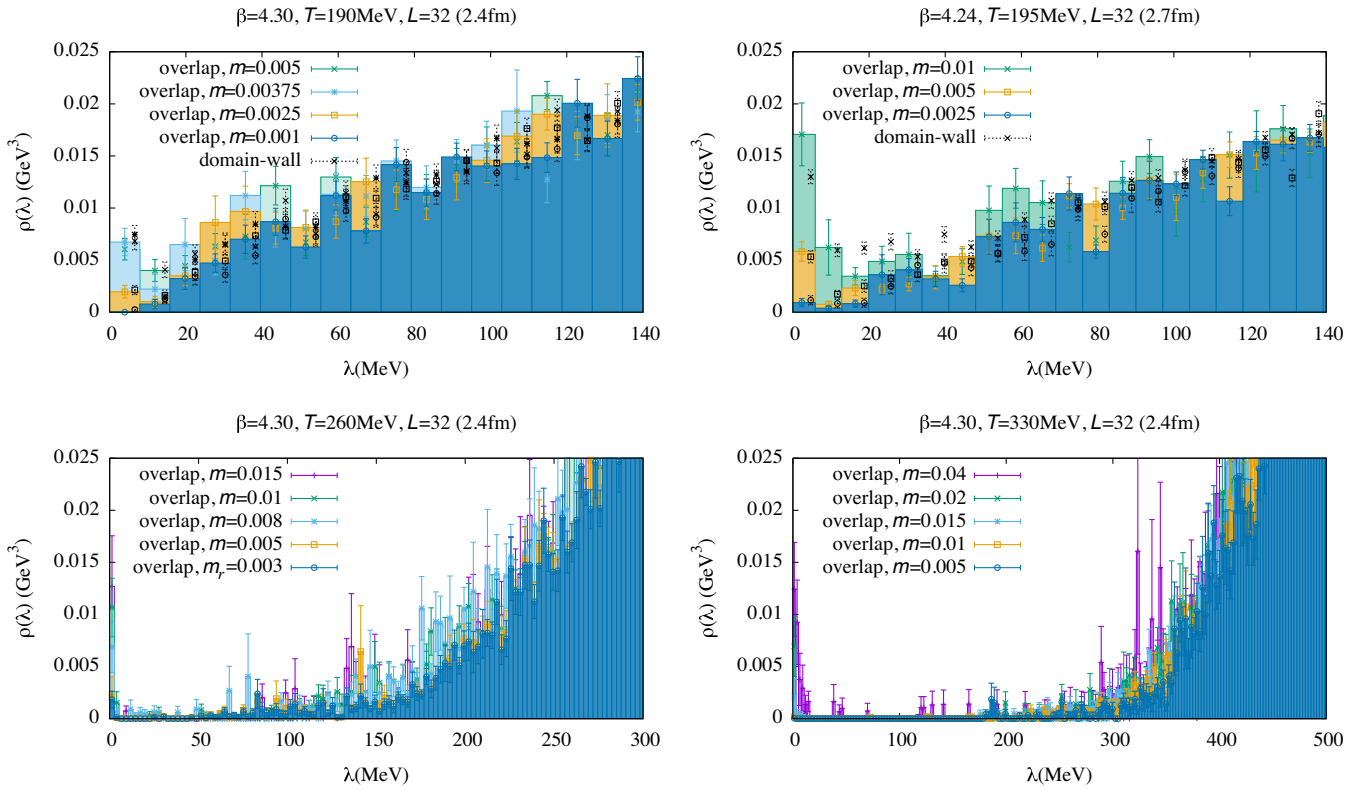 β=4.30, T=190MeV, L=32 (2.4fm)
ρ(λ) (GeV³)
0.025
0.02
0.015
0.01
0.005
0
overlap, m=0.005
overlap, m=0.00375
overlap, m=0.0025
overlap, m=0.001
domain-wall
0 20 40 60 80 100 120 140
λ(MeV)
β=4.24, T=195MeV, L=32 (2.7fm)
ρ(λ) (GeV³)
0.025
0.02
0.015
0.01
0.005
0
overlap, m=0.01
overlap, m=0.005
overlap, m=0.0025
domain-wall
0 20 40 60 80 100 120 140
λ(MeV)
β=4.30, T=260MeV, L=32 (2.4fm)
ρ(λ) (GeV³)
0.025
0.02
0.015
0.01
0.005
0
overlap, m=0.015
overlap, m=0.01
overlap, m=0.008
overlap, m=0.005
overlap, mᵣ=0.003
0 50 100 150 200 250 300
λ(MeV)
β=4.30, T=330MeV, L=32 (2.4fm)
ρ(λ) (GeV³)
0.025
0.02
0.015
0.01
0.005
0
overlap, m=0.04
overlap, m=0.02
overlap, m=0.015
overlap, m=0.01
overlap, m=0.005
0 100 200 300 400 500
λ(MeV)